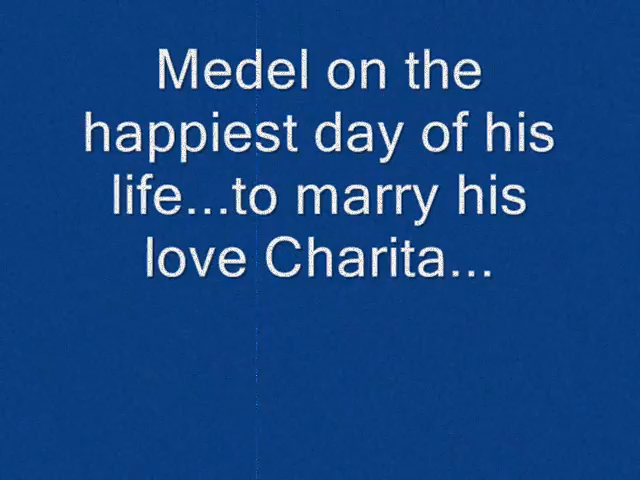 Medel on the
happiest day of his
life...to marry his
love Charita...